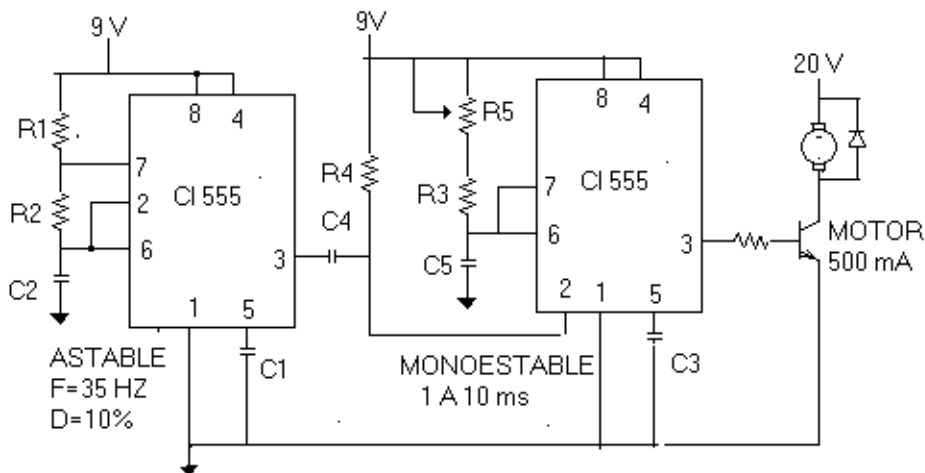 9 V
9V
20 V
R1
8
4
7
R2
2
CI 555
6
3
C2
1
5
C1
C4
R4
R5
R3
C5
8
4
7
CI 555
6
3
2
1
5
C3
MOTOR
500 mA
ASTABLE
F=35 HZ
D=10%
MONOESTABLE
1 A 10 ms